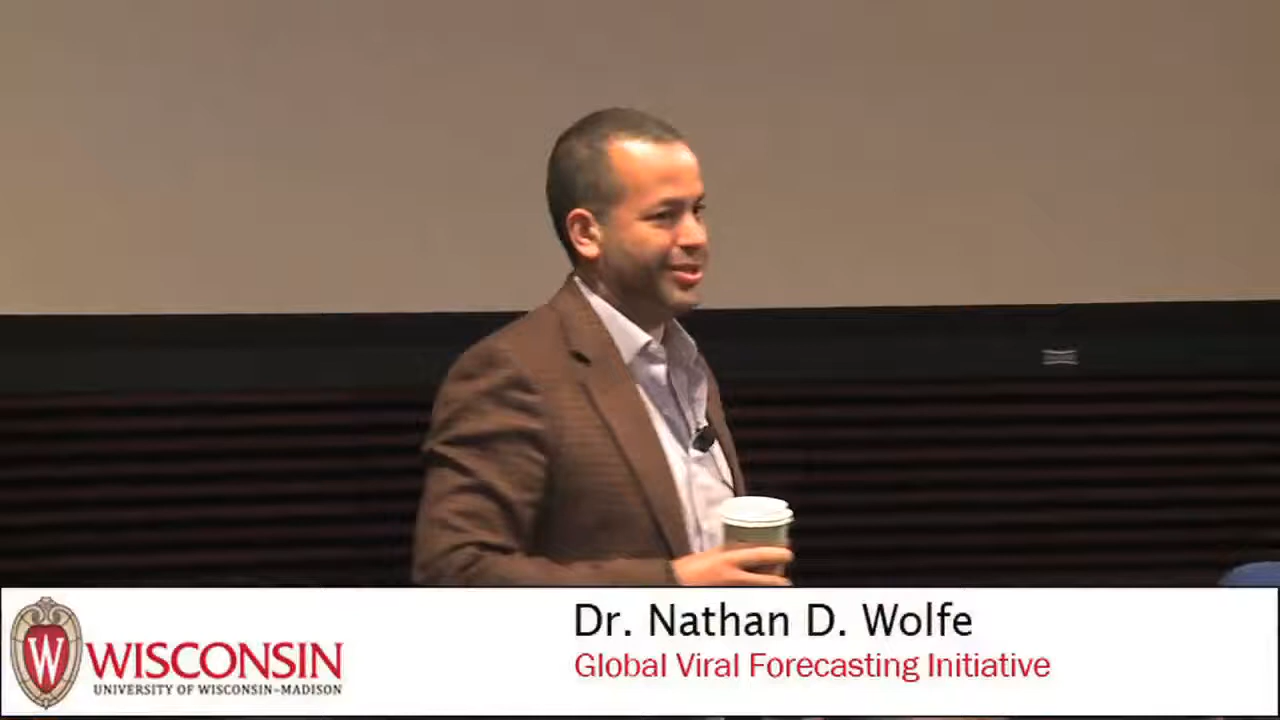 Dr. Nathan D. Wolfe
Global Viral Forecasting Initiative
W
WISCONSIN
UNIVERSITY OF WISCONSIN–MADISON